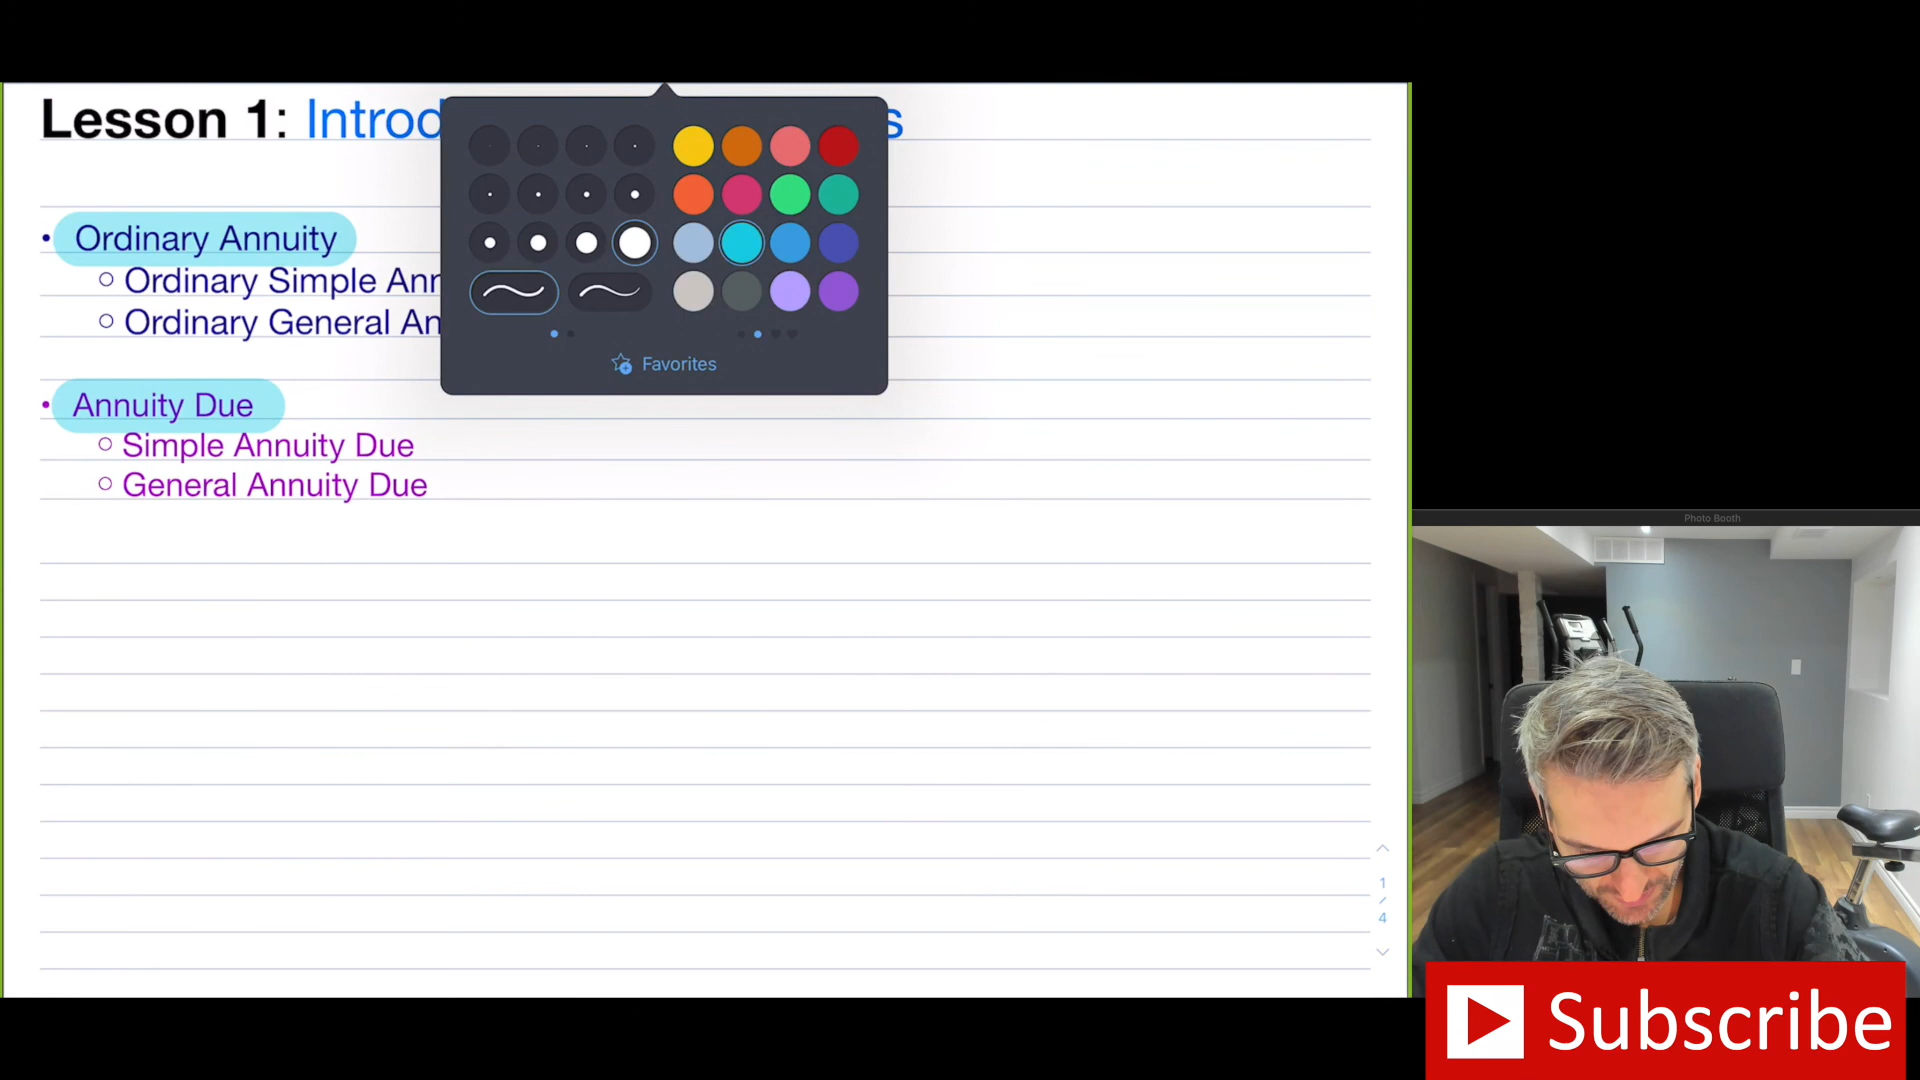 Lesson 1: Introd s
• Ordinary Annuity
○ Ordinary Simple Ann
○ Ordinary General An
Favorites
• Annuity Due
○ Simple Annuity Due
○ General Annuity Due
Photo Booth
1
/
4
Subscribe